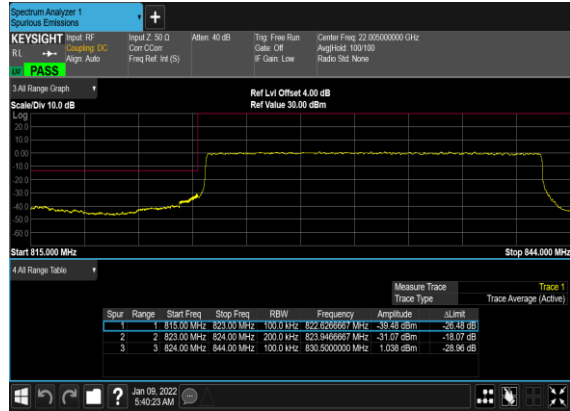 Spectrum Analyzer 1
Spurious Emissions
KEYSIGHT Input: RF Input Z: 50 Ω Atten: 40 dB Trig: Free Run Center Freq: 22.005000000 GHz
RL Coupling: DC Corr CCorr Gate: Off Avg|Hold: 100/100
Align: Auto Freq Ref: Int (S) IF Gain: Low Radio Std: None
PASS
3 All Range Graph
Ref Lvl Offset 4.00 dB
Scale/Div 10.0 dB Ref Value 30.00 dBm
Log
20.0
10.0
0.00
-10.0
-20.0
-30.0
-40.0
-50.0
-60.0
Start 815.000 MHz Stop 844.000 MHz
4 All Range Table
Measure Trace Trace 1
Trace Type Trace Average (Active)
Spur Range Start Freq Stop Freq RBW Frequency Amplitude ΔLimit
1 1 815.00 MHz 823.00 MHz 100.0 kHz 822.6266667 MHz -39.48 dBm -26.48 dB
2 2 823.00 MHz 824.00 MHz 200.0 kHz 823.9466667 MHz -31.07 dBm -18.07 dB
3 3 824.00 MHz 844.00 MHz 100.0 kHz 830.5000000 MHz 1.038 dBm -28.96 dB
? Jan 09, 2022
5:40:23 AM